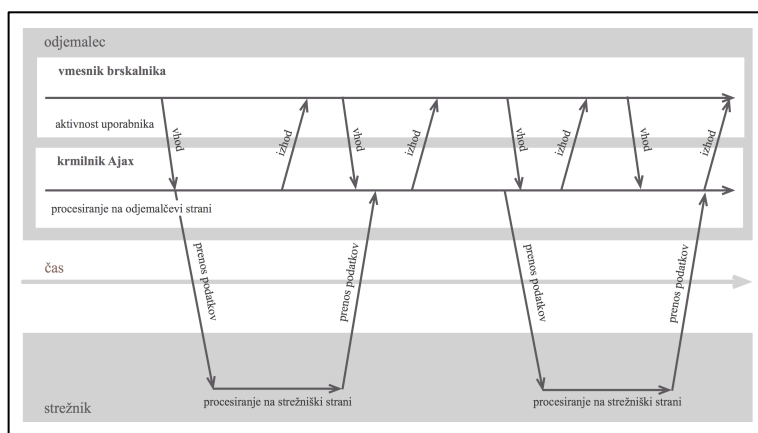 odjemalec
vmesnik brskalnika
aktivnost uporabnika
vhod
izhod
vhod
izhod
vhod
izhod
vhod
izhod
krmilnik Ajax
procesiranje na odjemalčevi strani
prenos podatkov
prenos podatkov
prenos podatkov
prenos podatkov
čas
procesiranje na strežniški strani
procesiranje na strežniški strani
strežnik